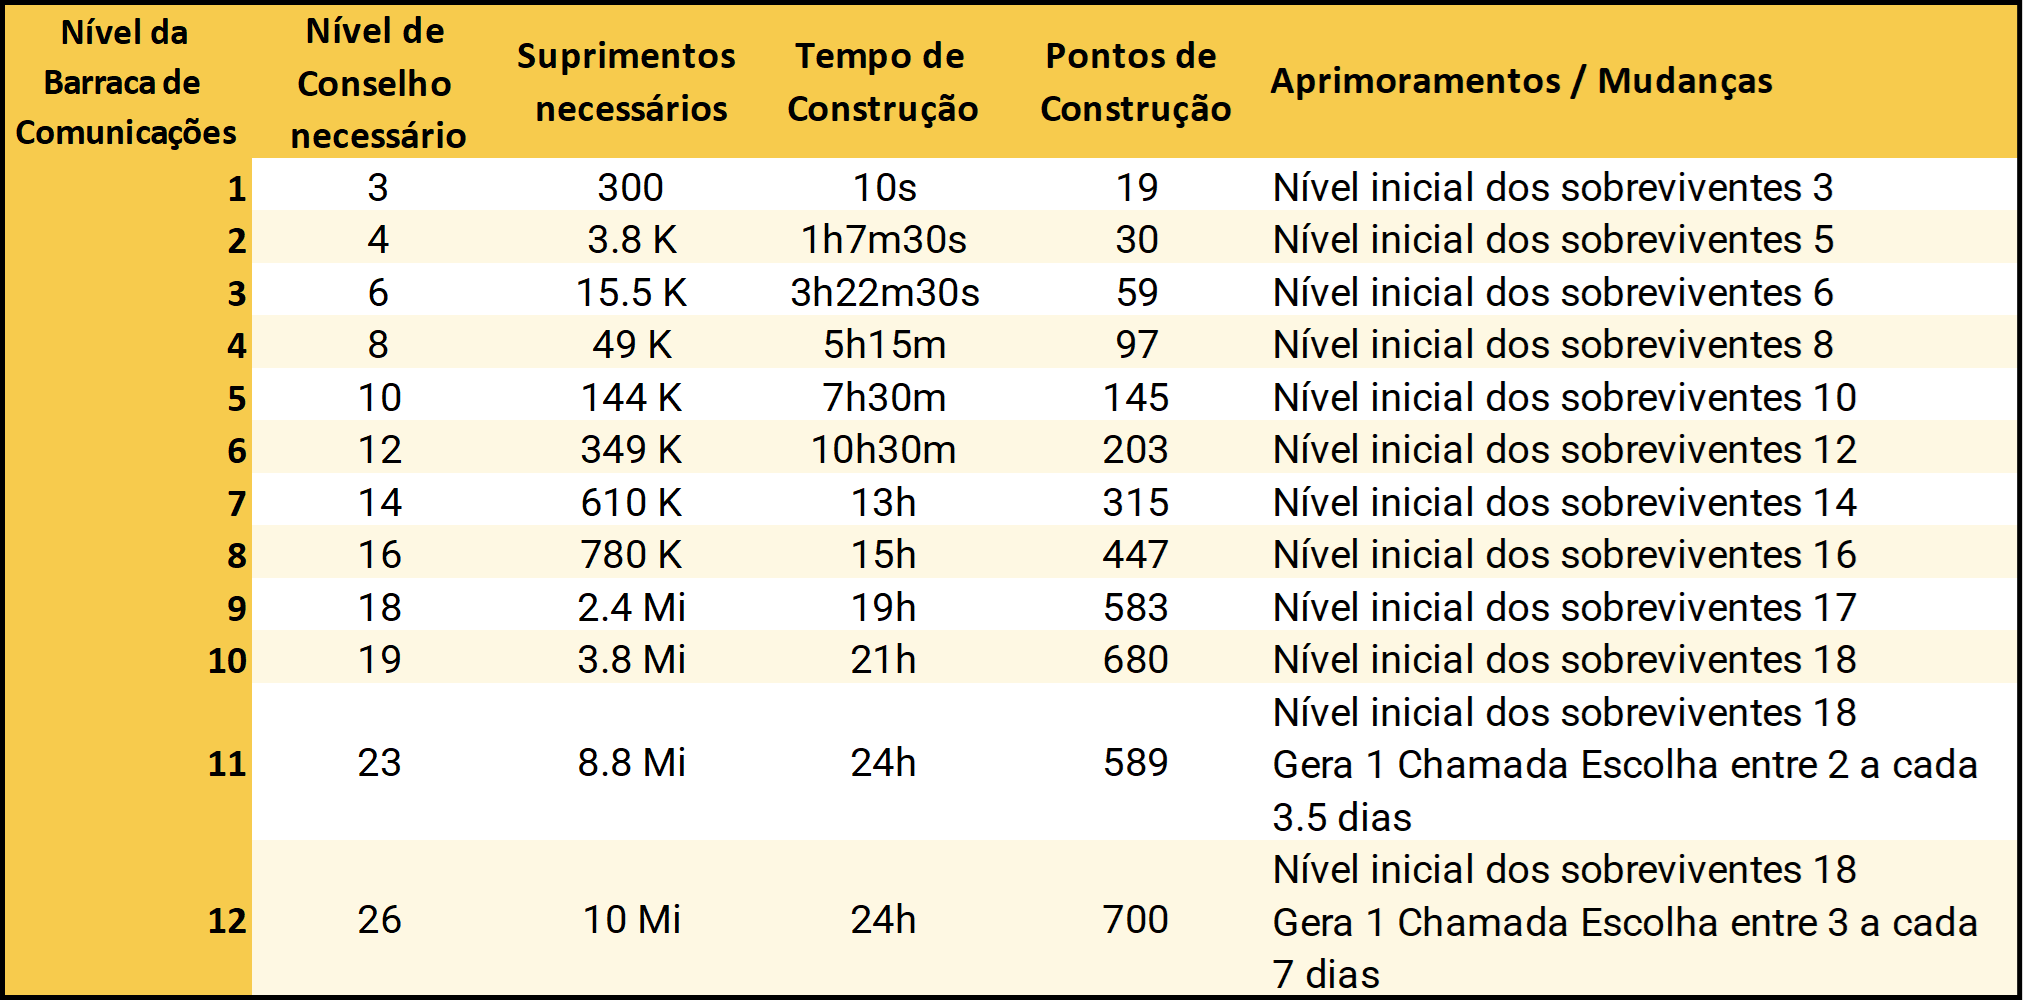 Nível da Barraca de Comunicações | Nível de Conselho necessário | Suprimentos necessários | Tempo de Construção | Pontos de Construção | Aprimoramentos / Mudanças
1 | 3 | 300 | 10s | 19 | Nível inicial dos sobreviventes 3
2 | 4 | 3.8 K | 1h7m30s | 30 | Nível inicial dos sobreviventes 5
3 | 6 | 15.5 K | 3h22m30s | 59 | Nível inicial dos sobreviventes 6
4 | 8 | 49 K | 5h15m | 97 | Nível inicial dos sobreviventes 8
5 | 10 | 144 K | 7h30m | 145 | Nível inicial dos sobreviventes 10
6 | 12 | 349 K | 10h30m | 203 | Nível inicial dos sobreviventes 12
7 | 14 | 610 K | 13h | 315 | Nível inicial dos sobreviventes 14
8 | 16 | 780 K | 15h | 447 | Nível inicial dos sobreviventes 16
9 | 18 | 2.4 Mi | 19h | 583 | Nível inicial dos sobreviventes 17
10 | 19 | 3.8 Mi | 21h | 680 | Nível inicial dos sobreviventes 18
11 | 23 | 8.8 Mi | 24h | 589 | Nível inicial dos sobreviventes 18
Gera 1 Chamada Escolha entre 2 a cada
3.5 dias
12 | 26 | 10 Mi | 24h | 700 | Nível inicial dos sobreviventes 18
Gera 1 Chamada Escolha entre 3 a cada
7 dias